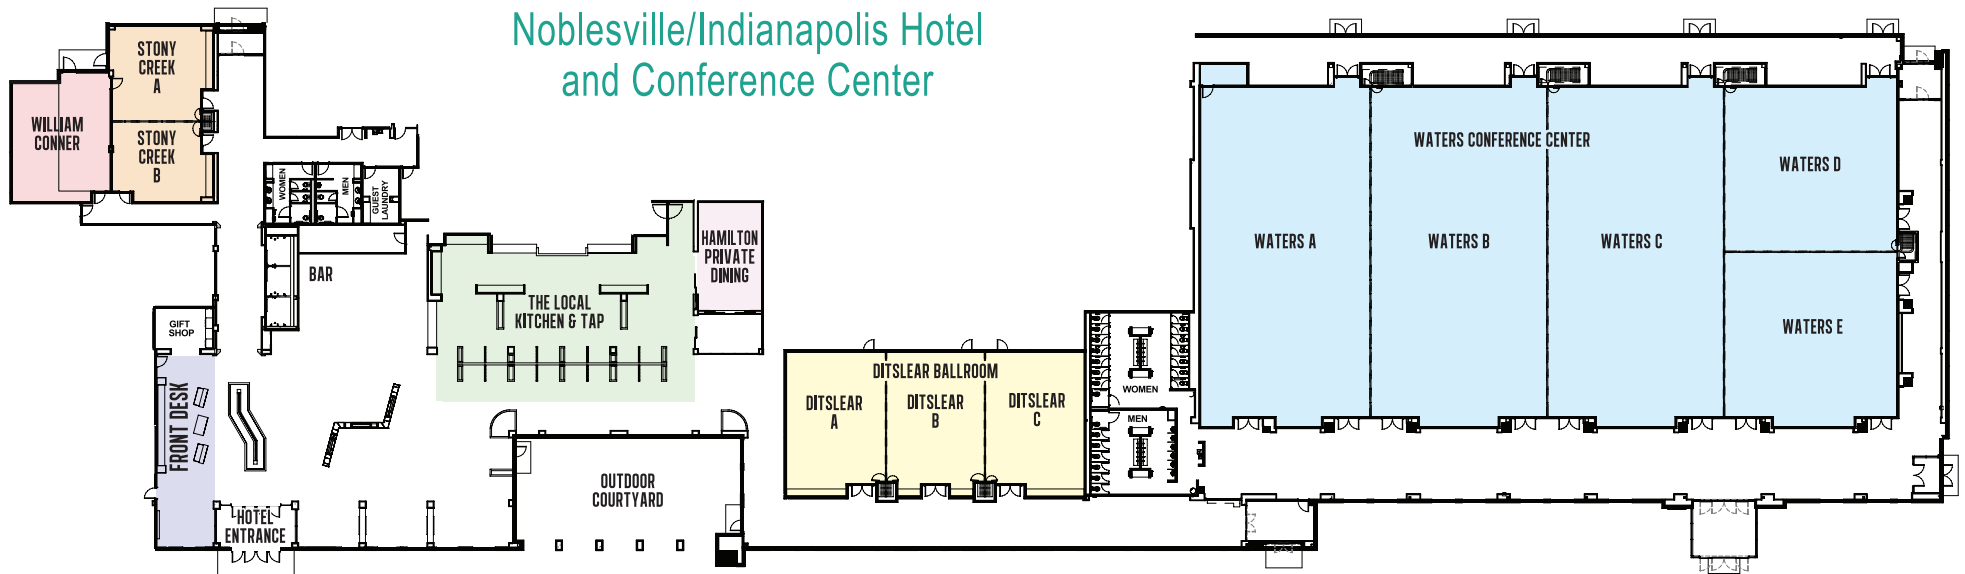 Noblesville/Indianapolis Hotel
and Conference Center
STONY
CREEK
A
STONY
CREEK
B
WILLIAM
CONNER
WOMEN
MEN
GUEST
LAUNDRY
BAR
GIFT
SHOP
FRONT DESK
HOTEL
ENTRANCE
THE LOCAL
KITCHEN & TAP
HAMILTON
PRIVATE
DINING
OUTDOOR
COURTYARD
DITSLEAR BALLROOM
DITSLEAR
A
DITSLEAR
B
DITSLEAR
C
WOMEN
MEN
WATERS CONFERENCE CENTER
WATERS A
WATERS B
WATERS C
WATERS D
WATERS E